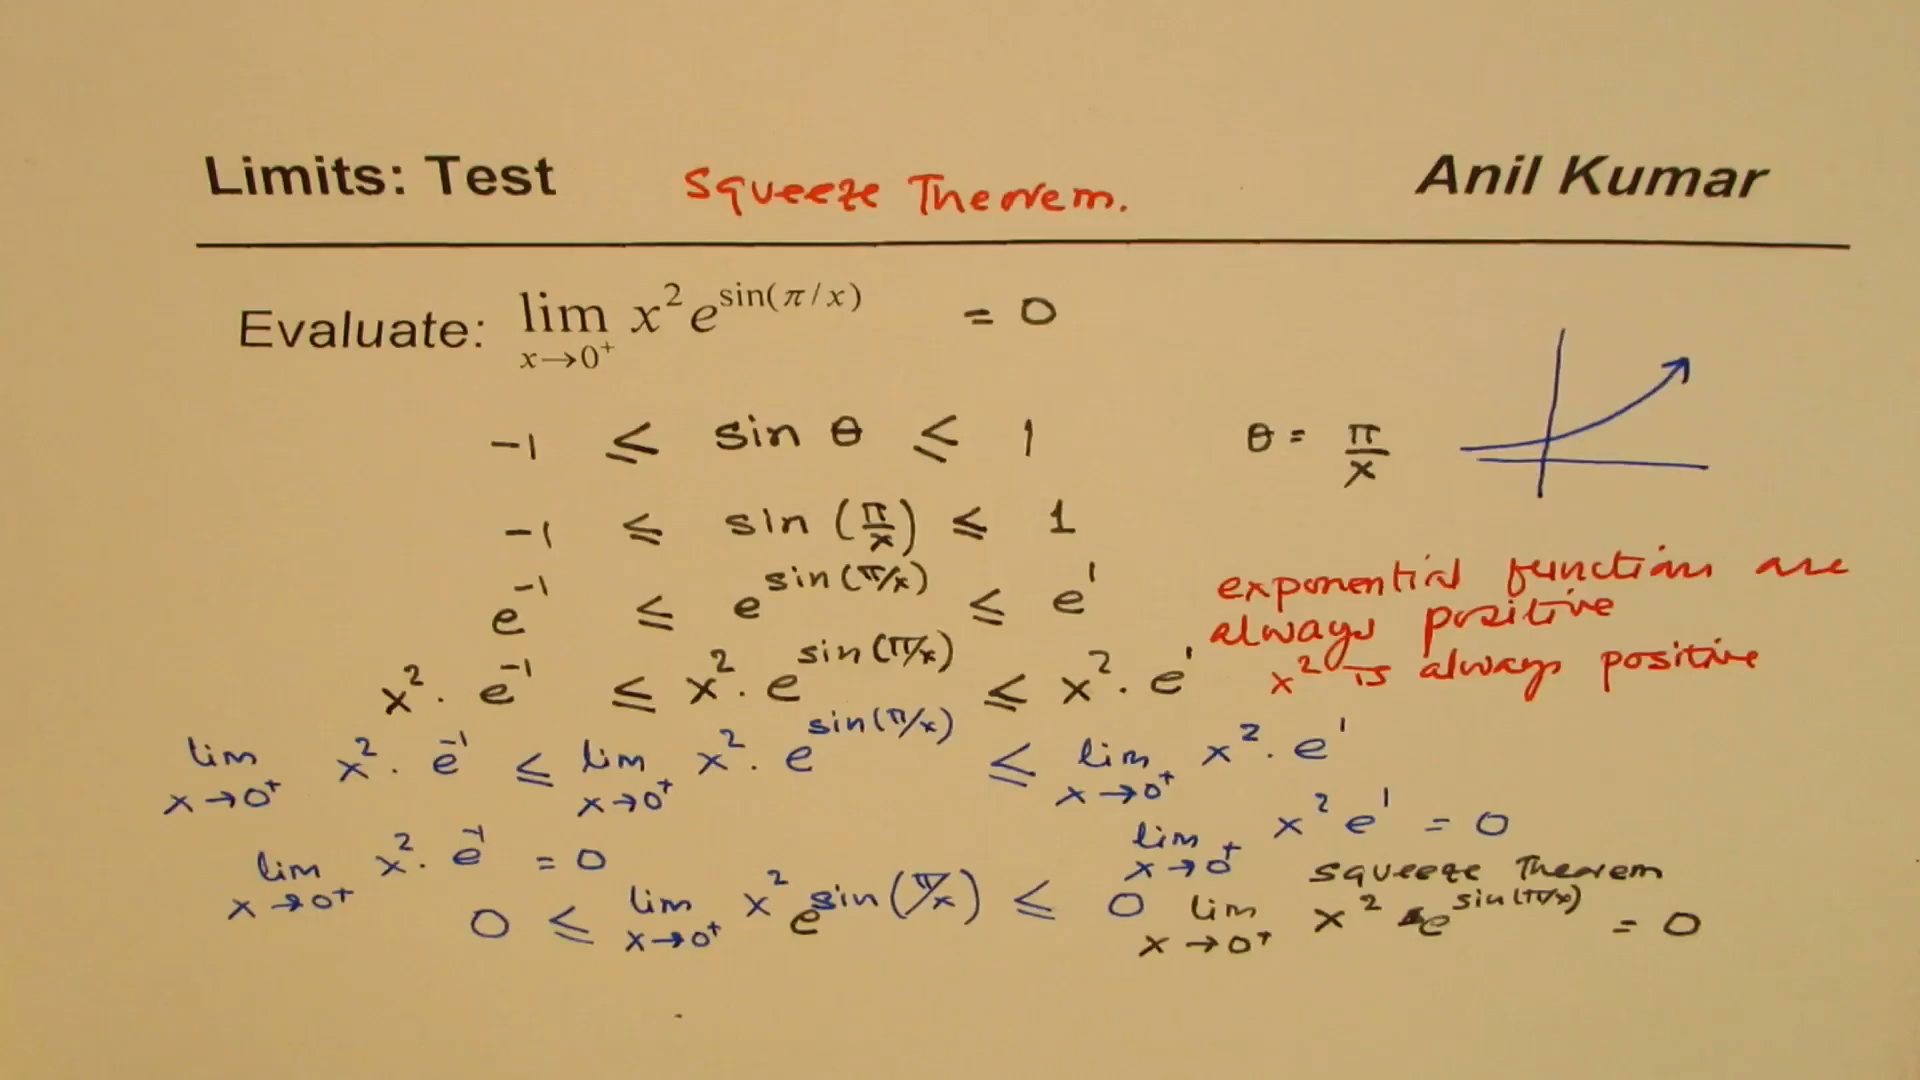 Limits: Test Squeeze Theorem. Anil Kumar
Evaluate: lim x→0⁺ x² e^sin(π/x) = 0
-1 ≤ sin θ ≤ 1 θ = π/x
-1 ≤ sin (π/x) ≤ 1
e⁻¹ ≤ e^sin(π/x) ≤ e¹
exponential functions are
always positive
x² is always positive
x² · e⁻¹ ≤ x² · e^sin(π/x) ≤ x² · e¹
lim x→0⁺ x² · e⁻¹ ≤ lim x→0⁺ x² · e^sin(π/x) ≤ lim x→0⁺ x² · e¹
lim x→0⁺ x² · e⁻¹ = 0
lim x→0⁺ x² e¹ = 0
0 ≤ lim x→0⁺ x² e^sin(π/x) ≤ 0
Squeeze Theorem
lim x→0⁺ x² e^sin(π/x) = 0